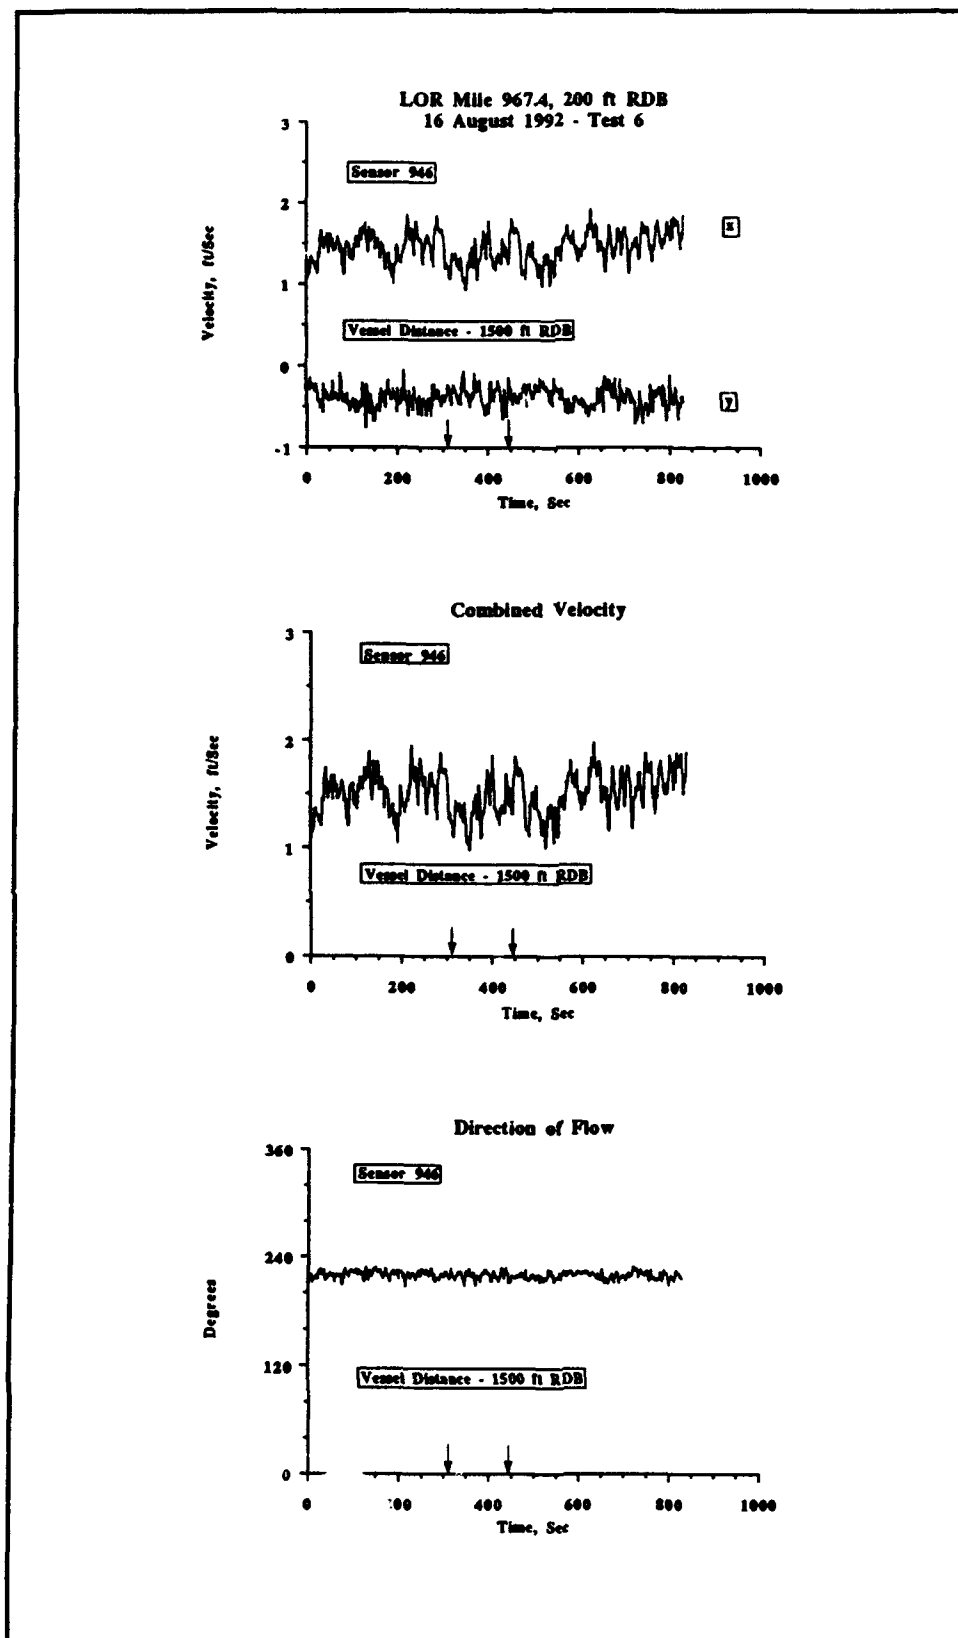 LOR Mile 967.4, 200 ft RDB
16 August 1992 - Test 6
3
Sensor 946
2
x
Velocity, ft/Sec
1
Vessel Distance - 1500 ft RDB
0
y
-1
0 200 400 600 800 1000
Time, Sec
Combined Velocity
3
Sensor 946
2
Velocity, ft/Sec
1
Vessel Distance - 1500 ft RDB
0
0 200 400 600 800 1000
Time, Sec
Direction of Flow
360
Sensor 946
240
Degrees
120
Vessel Distance - 1500 ft RDB
0
0 :00 400 600 800 1000
Time, Sec